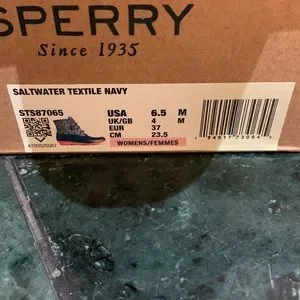 SPERRY
Since 1935
SALTWATER TEXTILE NAVY
STS87065
USA 6.5 M
UK/GB 4 M
EUR 37
CM 23.5
WOMENS/FEMMES
4700525567